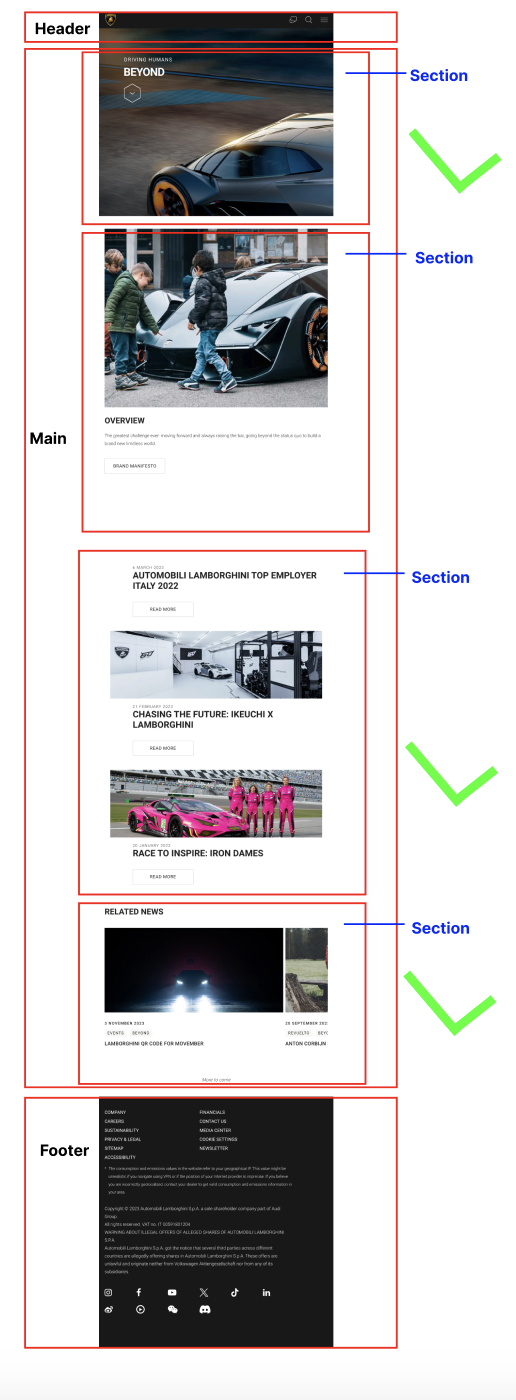 Header
DRIVING HUMANS
BEYOND
Section
Section
Main
OVERVIEW
The greatest challenge ever: moving forward and always raising the bar, going beyond the status quo to build a
brand new limitless world
BRAND MANIFESTO
6 MARCH 2023
AUTOMOBILI LAMBORGHINI TOP EMPLOYER
ITALY 2022
Section
READ MORE
21 FEBRUARY 2023
CHASING THE FUTURE: IKEUCHI X
LAMBORGHINI
READ MORE
20 JANUARY 2023
RACE TO INSPIRE: IRON DAMES
READ MORE
RELATED NEWS
Section
2 NOVEMBER 2023
EVENTS BEYOND
LAMBORGHINI QR CODE FOR MOVEMBER
28 SEPTEMBER 202
REVUELTO BEYO
ANTON CORBIJN
More to come
Footer
COMPANY
CAREERS
SUSTAINABILITY
PRIVACY & LEGAL
SITEMAP
ACCESSIBILITY
FINANCIALS
CONTACT US
MEDIA CENTER
COOKIE SETTINGS
NEWSLETTER
* The consumption and emissions values in the website refer to your geographical IP. This value might be
unrealistic if you navigate using VPN or if the position of your Internet provider is imprecise. If you believe
you are incorrectly geolocalized, contact your dealer to get valid consumption and emissions information in
your area.
Copyright © 2023 Automobili Lamborghini S.p.A. a sole shareholder company part of Audi
Group.
All rights reserved. VAT no. IT 00591801204
WARNING ABOUT ILLEGAL OFFERS OF ALLEGED SHARES OF AUTOMOBILI LAMBORGHINI
S.P.A.
Automobili Lamborghini S.p.A. got the notice that several third parties across different
countries are allegedly offering shares in Automobili Lamborghini S.p.A. These offers are
unlawful and originate neither from Volkswagen Aktiengesellschaft nor from any of its
subsidiaries.